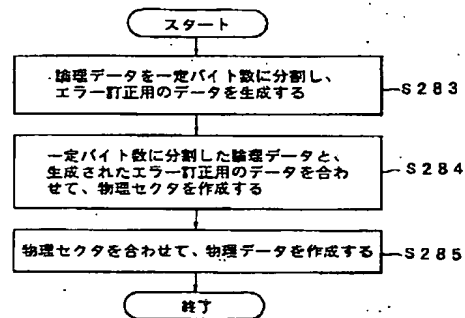 スタート
論理データを一定バイト数に分割し、
エラー訂正用のデータを生成する
S283
一定バイト数に分割した論理データと、
生成されたエラー訂正用のデータを合わ
せて、物理セクタを作成する
S284
物理セクタを合わせて、物理データを作成する
S285
終了